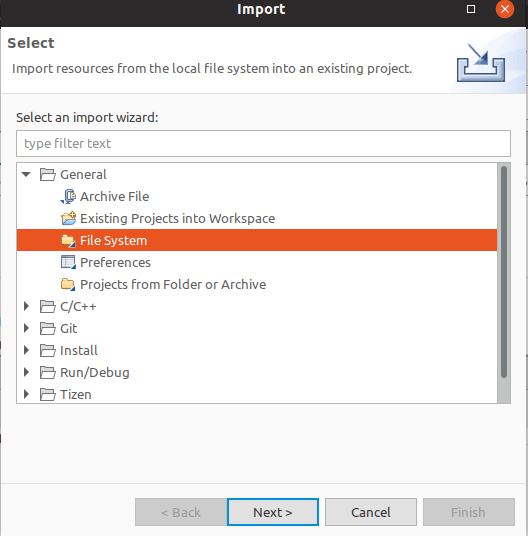 Import
Select
Import resources from the local file system into an existing project.
Select an import wizard:
type filter text
General
Archive File
Existing Projects into Workspace
File System
Preferences
Projects from Folder or Archive
C/C++
Git
Install
Run/Debug
Tizen
< Back
Next >
Cancel
Finish